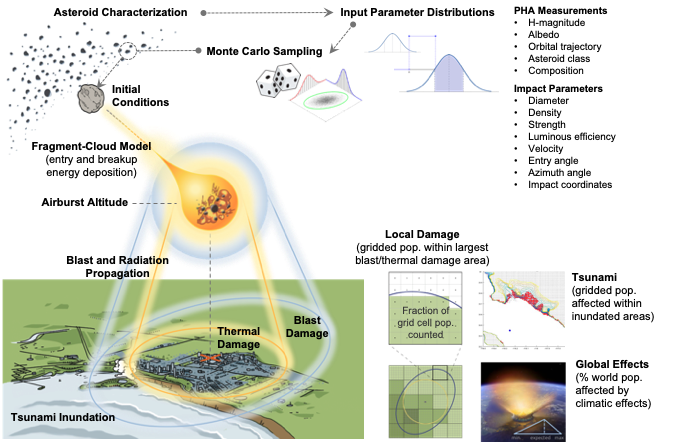 Asteroid Characterization
Input Parameter Distributions
Monte Carlo Sampling
Initial
Conditions
Fragment-Cloud Model
(entry and breakup
energy deposition)
Airburst Altitude
Blast and Radiation
Propagation
Thermal
Damage
Blast
Damage
Tsunami Inundation
PHA Measurements
• H-magnitude
• Albedo
• Orbital trajectory
• Asteroid class
• Composition
Impact Parameters
• Diameter
• Density
• Strength
• Luminous efficiency
• Velocity
• Entry angle
• Azimuth angle
• Impact coordinates
Local Damage
(gridded pop. within largest
blast/thermal damage area)
Fraction of
grid cell pop.
counted
Tsunami
(gridded pop.
affected within
inundated areas)
Global Effects
(% world pop.
affected by
climatic effects)
min. expected max